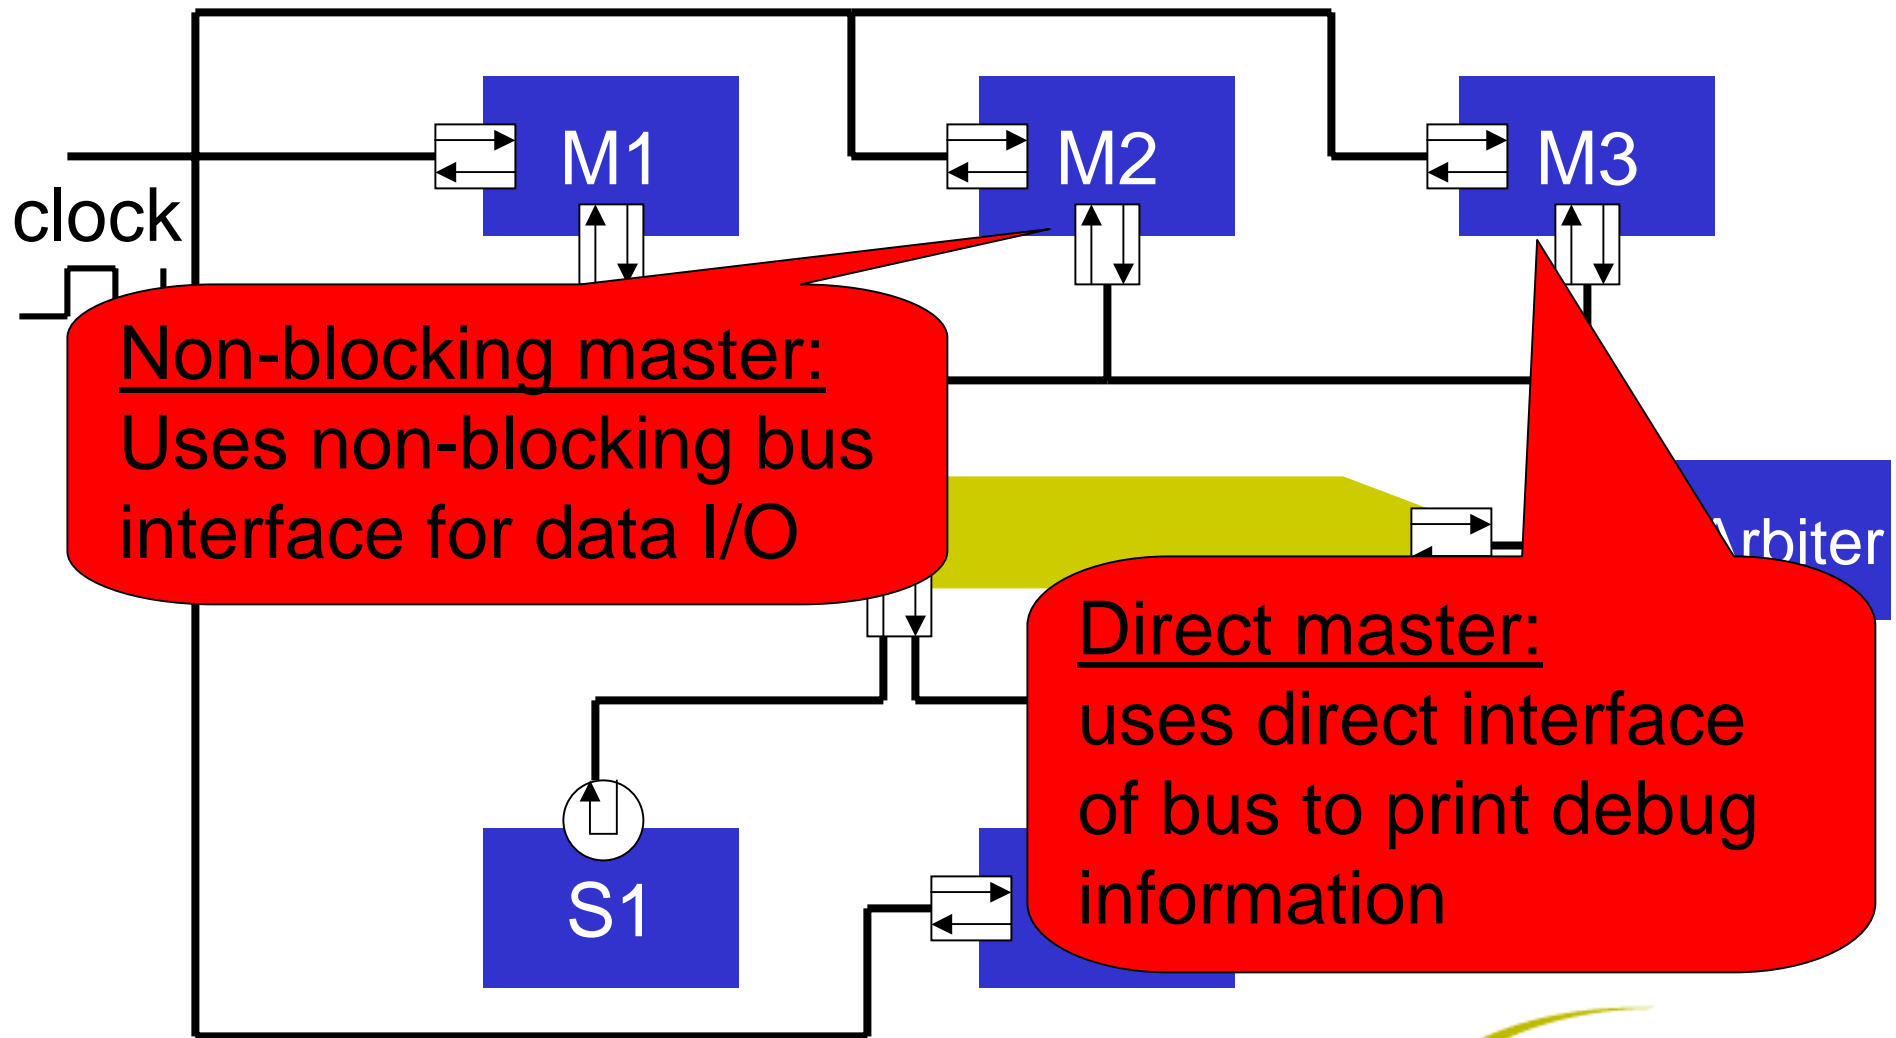 M1
M2
M3
clock
Non-blocking master:
Uses non-blocking bus
interface for data I/O
Direct master:
uses direct interface
of bus to print debug
information
S1